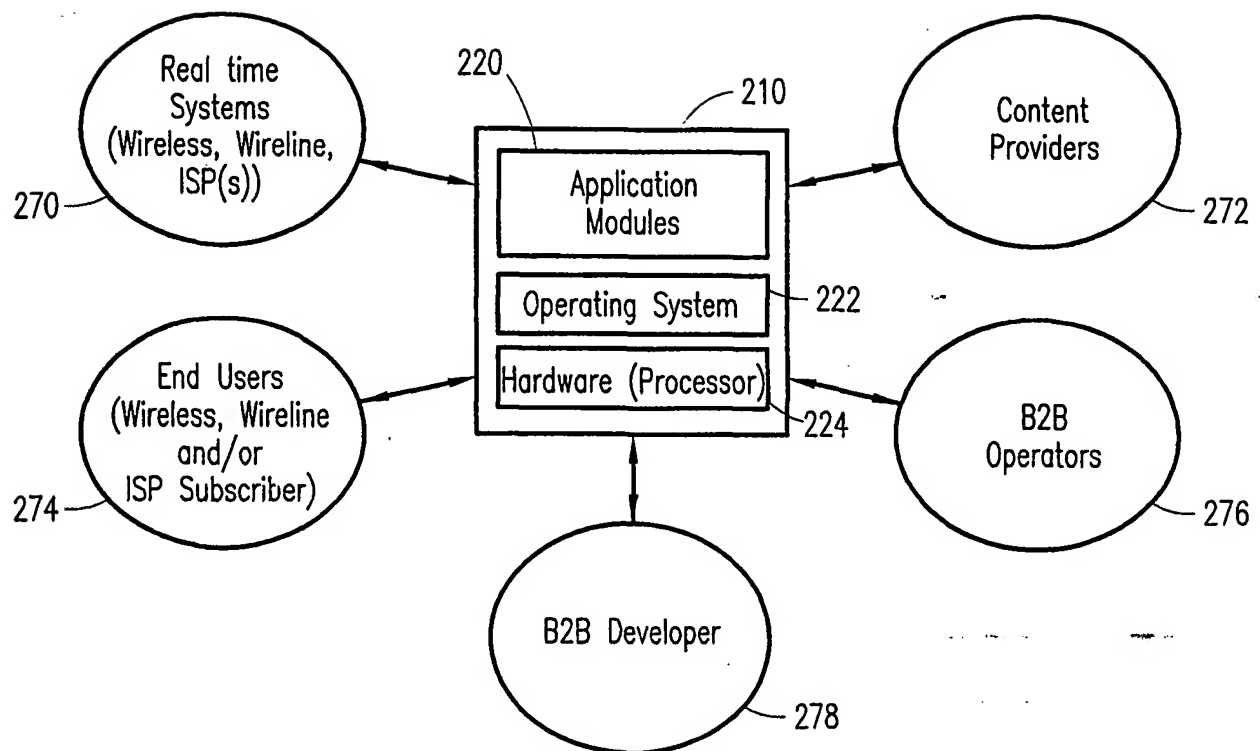 Real time
Systems
(Wireless, Wireline,
ISP(s))
270
220
210
Application
Modules
Operating System
222
Hardware (Processor)
224
Content
Providers
272
End Users
(Wireless, Wireline
and/or
ISP Subscriber)
274
B2B
Operators
276
B2B Developer
278